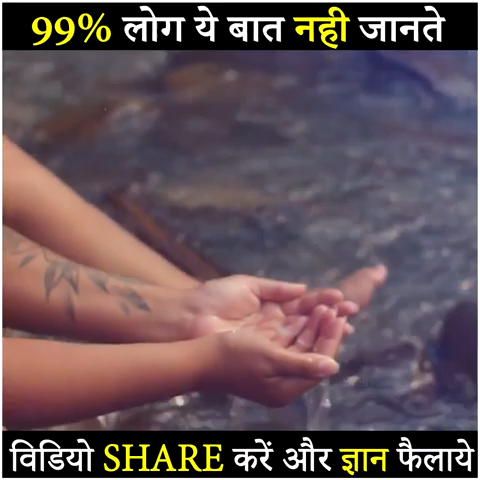 99% लोग ये बात नही जानते
विडियो SHARE करें और ज्ञान फैलाये